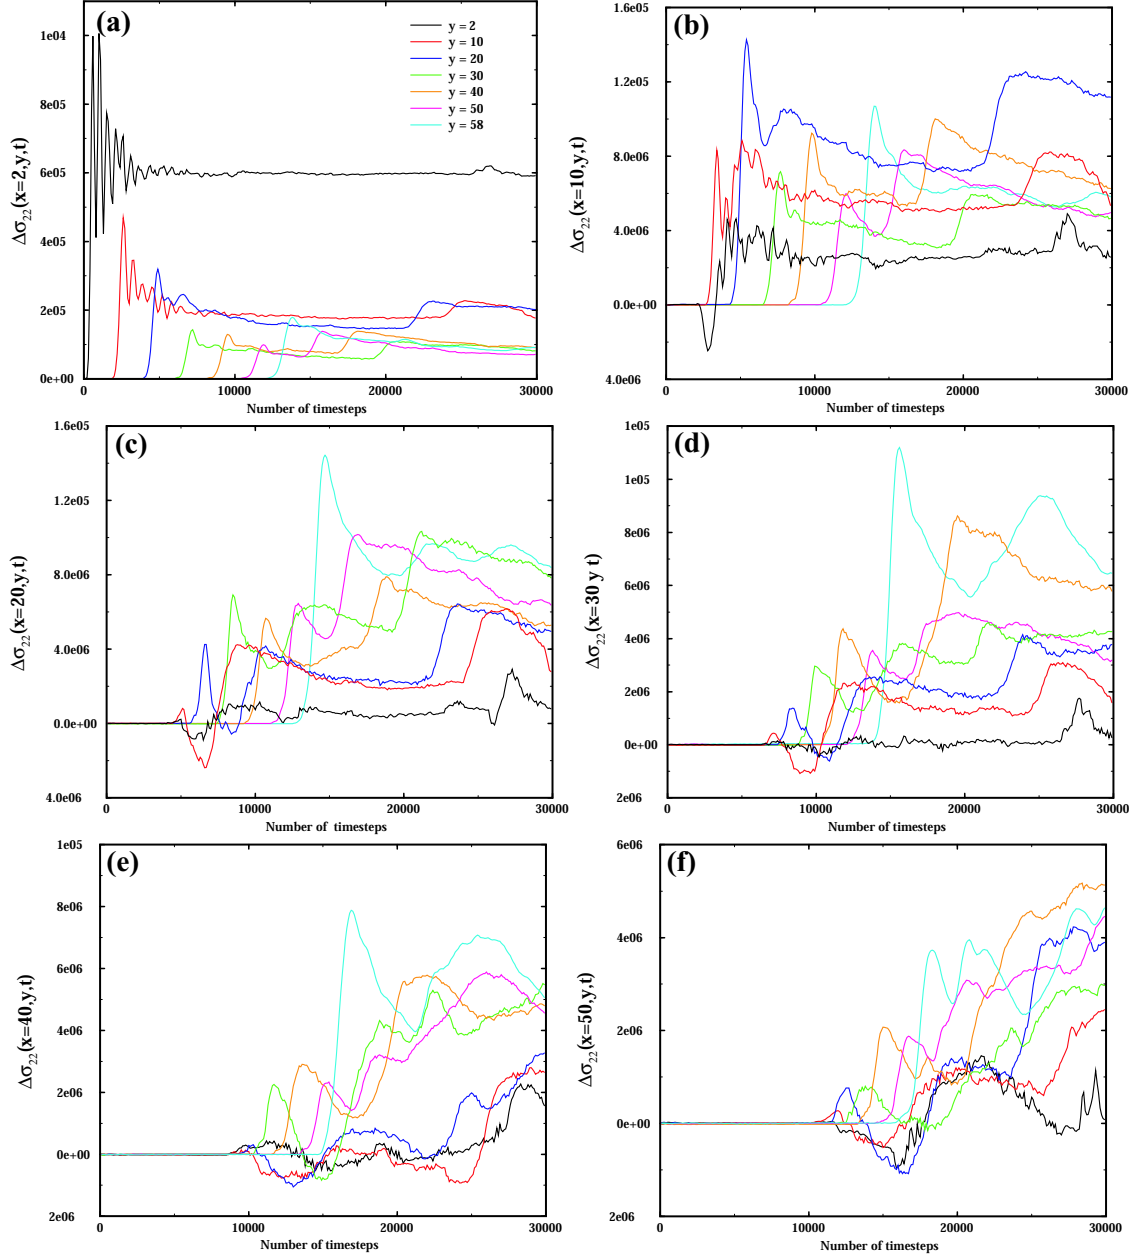 (a)
1e04
8e05
6e05
4e05
2e05
0e+00
Δσ22(x=2,y,t)
y = 2
y = 10
y = 20
y = 30
y = 40
y = 50
y = 58
0
10000
20000
30000
Number of timesteps
(b)
1.6e05
1.2e05
8.0e06
4.0e06
0.0e+00
4.0e06
Δσ22(x=10,y,t)
0
10000
20000
30000
Number of timesteps
(c)
1.6e05
1.2e05
8.0e06
4.0e06
0.0e+00
4.0e06
Δσ22(x=20,y,t)
0
10000
20000
30000
Number of timesteps
(d)
1e05
1e05
8e06
6e06
4e06
2e06
0e+00
2e06
Δσ22(x=30 y t)
0
10000
20000
30000
Number of timesteps
(e)
1e05
8e06
6e06
4e06
2e06
0e+00
2e06
Δσ22(x=40,y,t)
0
10000
20000
30000
Number of timesteps
(f)
6e06
4e06
2e06
0e+00
2e06
Δσ22(x=50,y,t)
0
10000
20000
30000
Number of timesteps